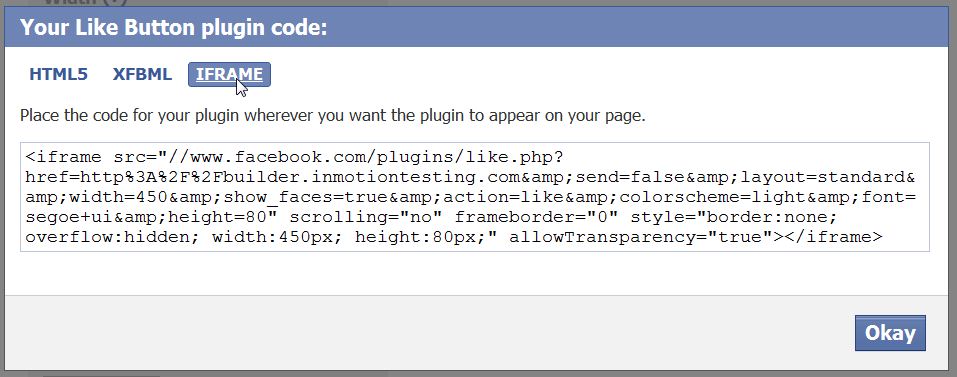 Width (?)
Your Like Button plugin code:
HTML5 XFBML IFRAME
Place the code for your plugin wherever you want the plugin to appear on your page.
<iframe src="//www.facebook.com/plugins/like.php?
href=http%3A%2F%2Fbuilder.inmotiontesting.com&amp;send=false&amp;layout=standard&
amp;width=450&amp;show_faces=true&amp;action=like&amp;colorscheme=light&amp;font=
segoe+ui&amp;height=80" scrolling="no" frameborder="0" style="border:none;
overflow:hidden; width:450px; height:80px;" allowTransparency="true"></iframe>
Okay